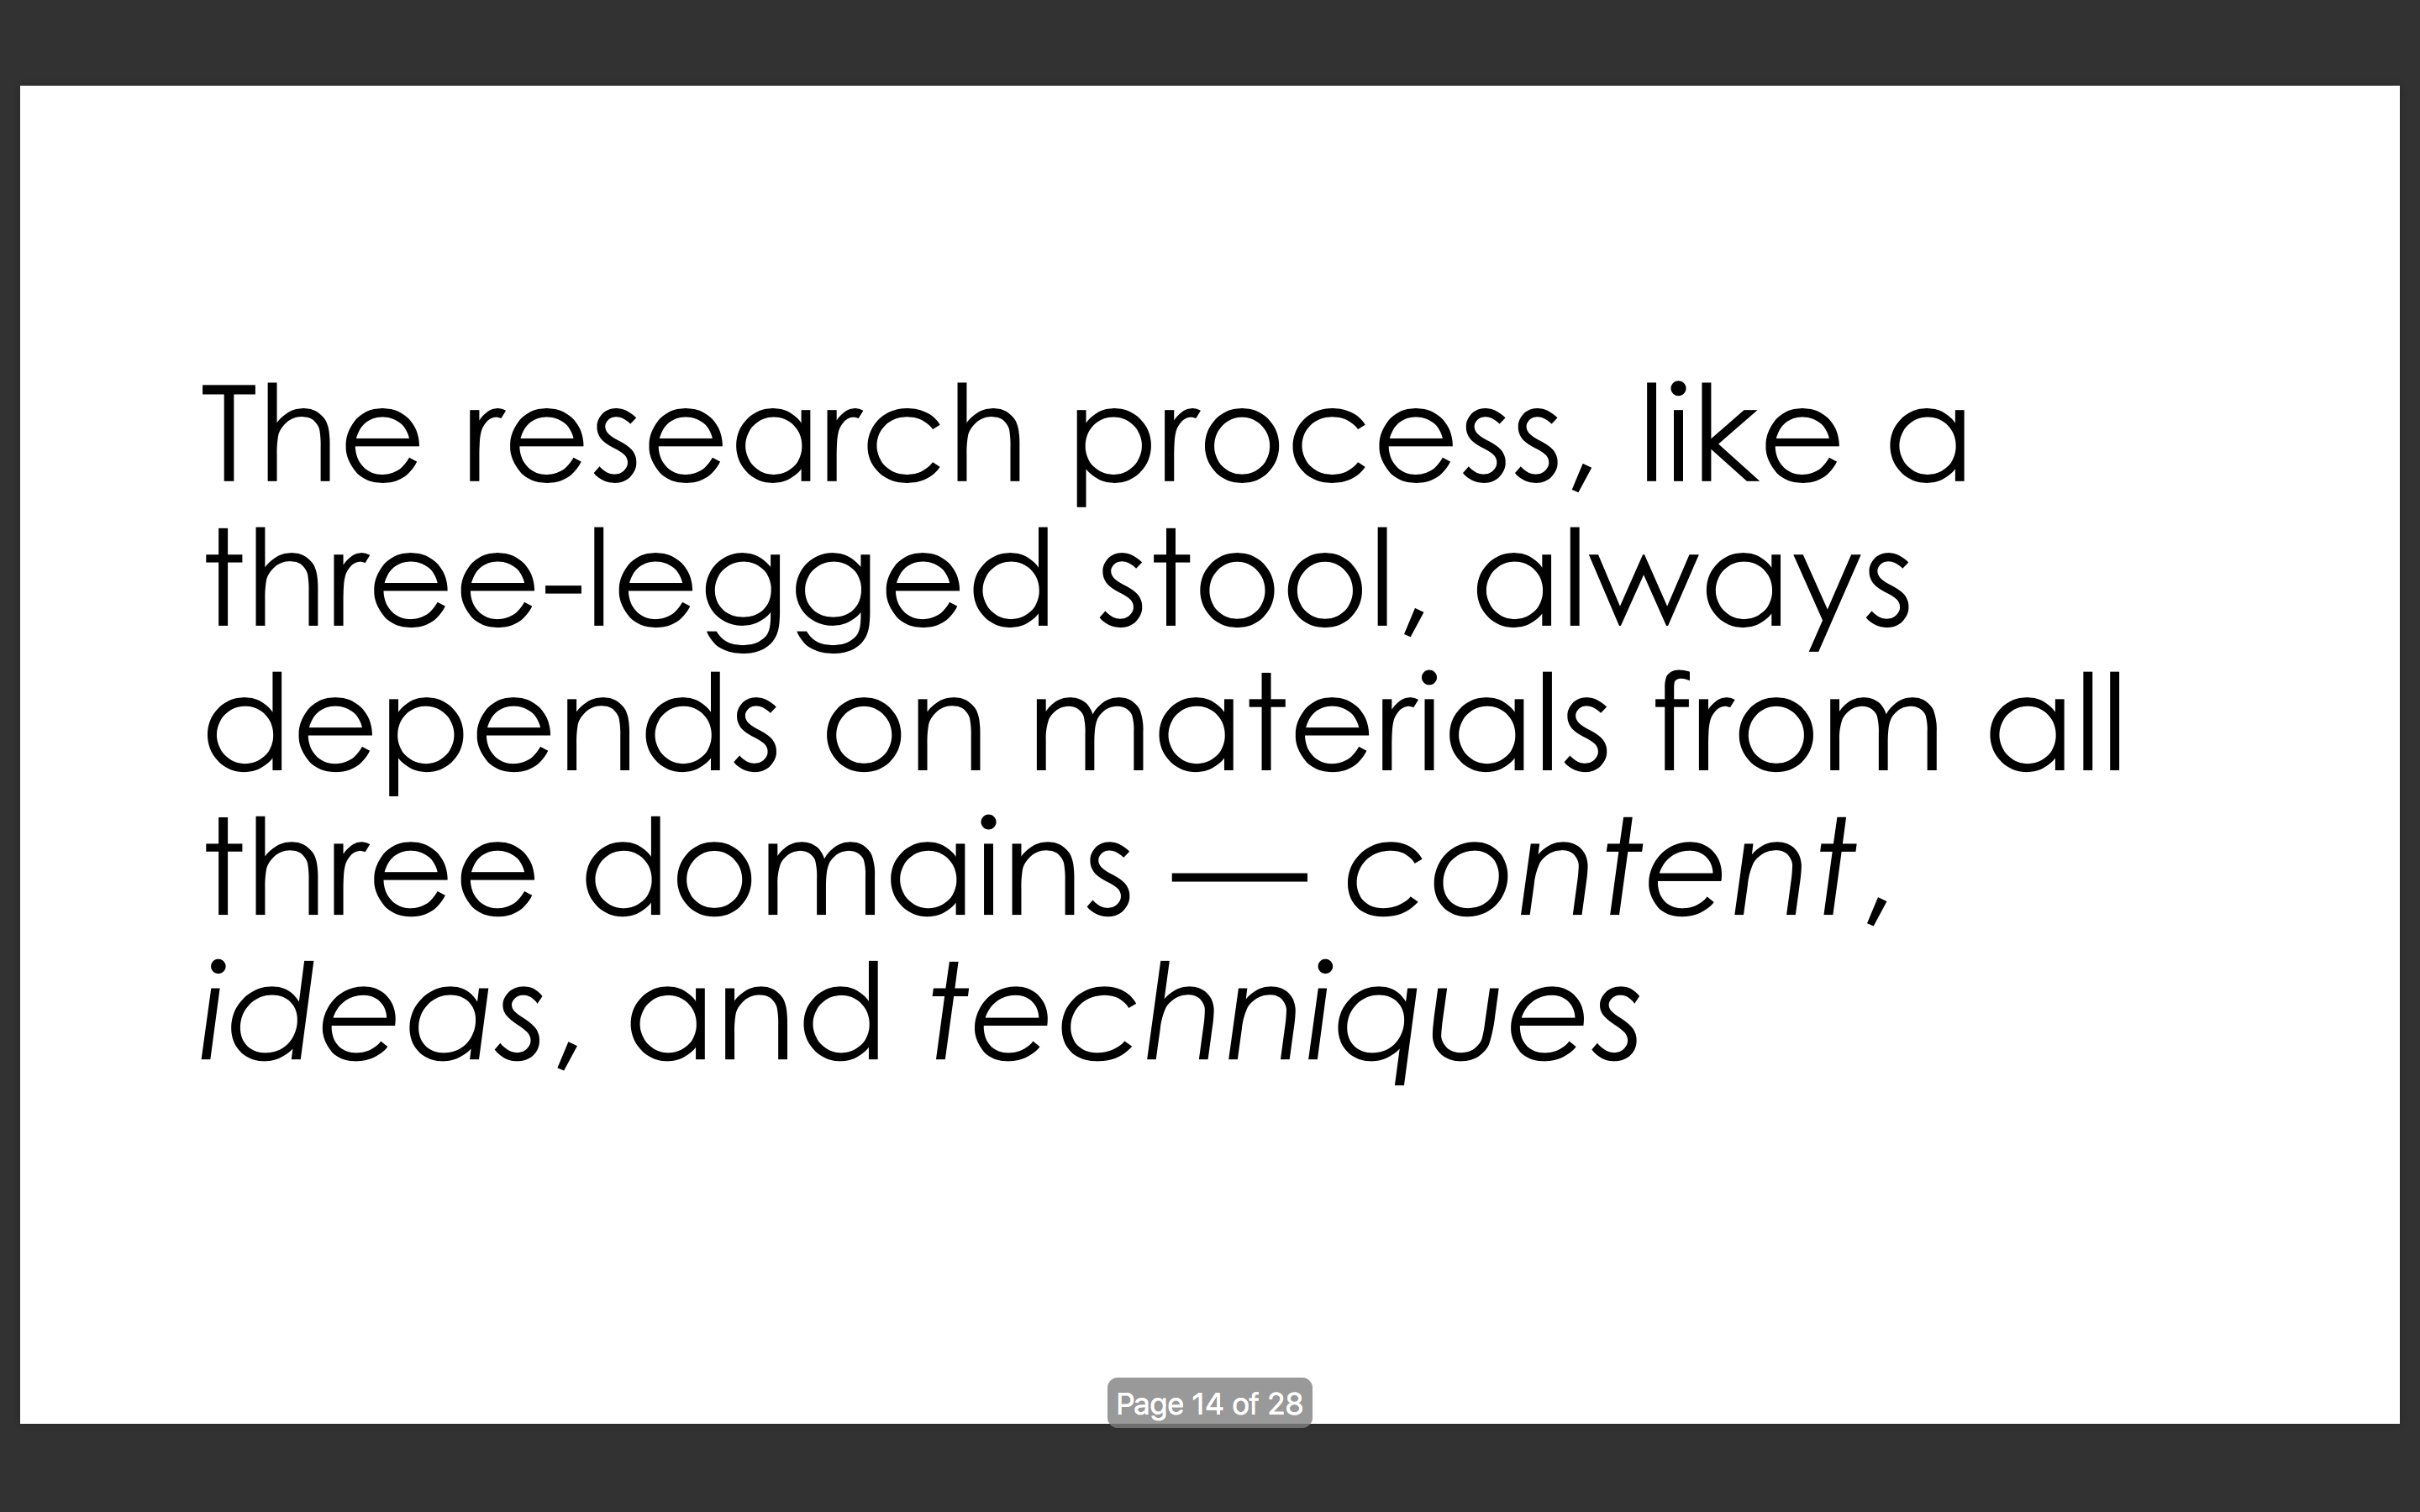 The research process, like a
three-legged stool, always
depends on materials from all
three domains — content,
ideas, and techniques
Page 14 of 28